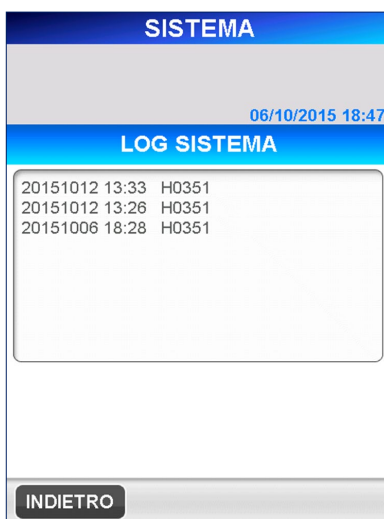 SISTEMA
06/10/2015 18:47
LOG SISTEMA
20151012 13:33 H0351
20151012 13:26 H0351
20151006 18:28 H0351
INDIETRO